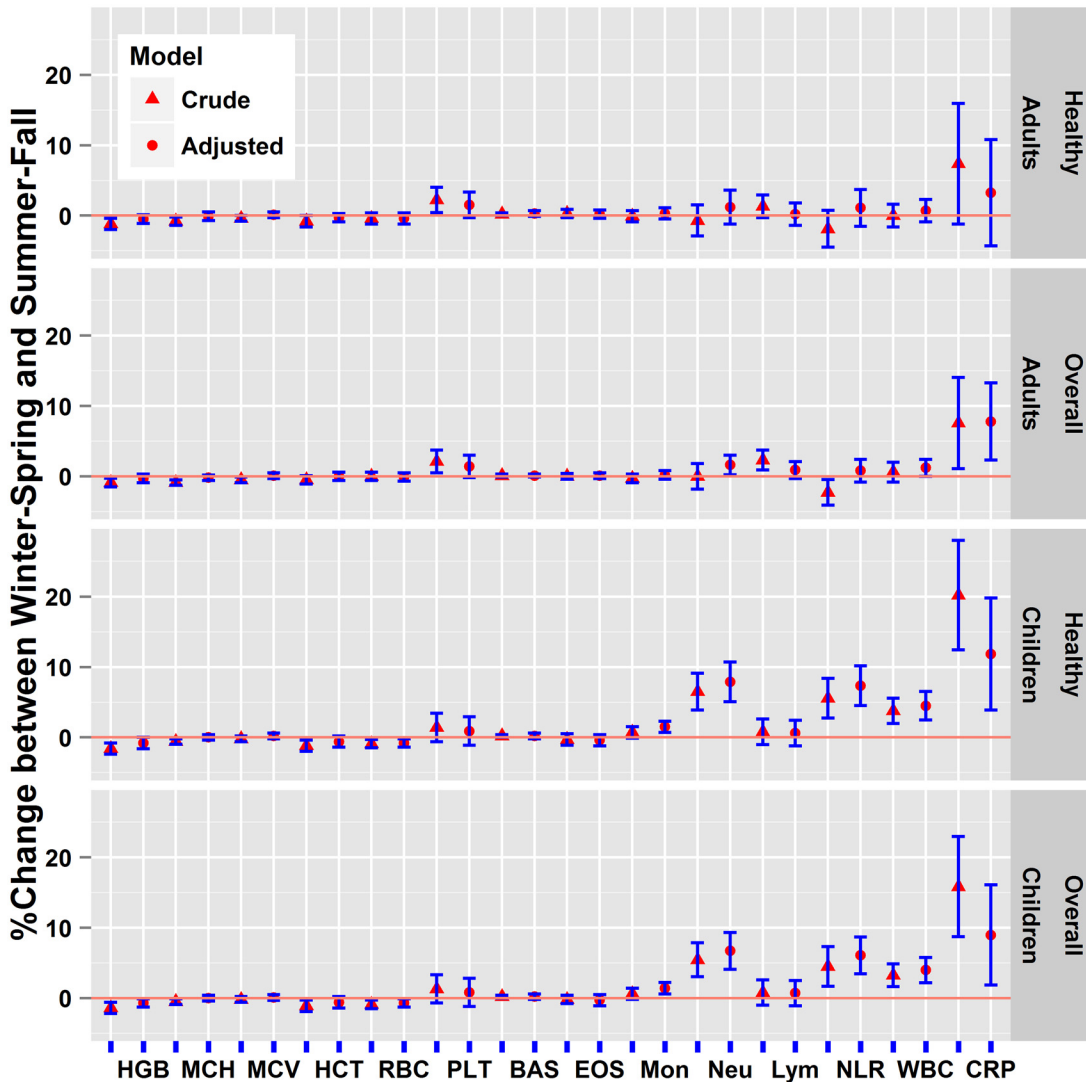 %Change between Winter-Spring and Summer-Fall
Model
Crude
Adjusted
20
10
0
Healthy
Adults
20
10
0
Overall
Adults
20
10
0
Healthy
Children
20
10
0
Overall
Children
HGB MCH MCV HCT RBC PLT BAS EOS Mon Neu Lym NLR WBC CRP